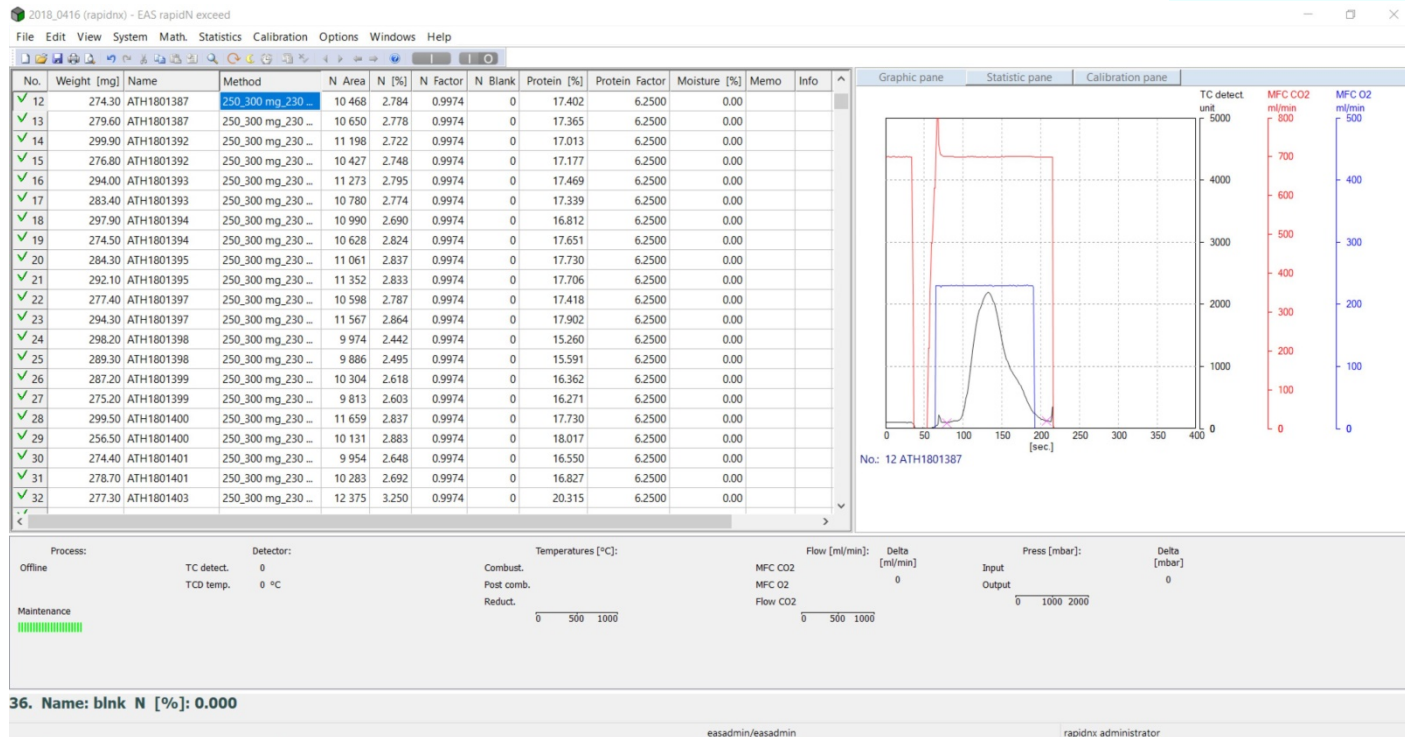 2018_0416 (rapidnx) - EAS rapidN exceed
File Edit View System Math. Statistics Calibration Options Windows Help
No. Weight [mg] Name Method N Area N [%] N Factor N Blank Protein [%] Protein Factor Moisture [%] Memo Info
12 274.30 ATH1801387 250_300 mg_230 ... 10 468 2.784 0.9974 0 17.402 6.2500 0.00
13 279.60 ATH1801387 250_300 mg_230 ... 10 650 2.778 0.9974 0 17.365 6.2500 0.00
14 299.90 ATH1801392 250_300 mg_230 ... 11 198 2.722 0.9974 0 17.013 6.2500 0.00
15 276.80 ATH1801392 250_300 mg_230 ... 10 427 2.748 0.9974 0 17.177 6.2500 0.00
16 294.00 ATH1801393 250_300 mg_230 ... 11 273 2.795 0.9974 0 17.469 6.2500 0.00
17 283.40 ATH1801393 250_300 mg_230 ... 10 780 2.774 0.9974 0 17.339 6.2500 0.00
18 297.90 ATH1801394 250_300 mg_230 ... 10 990 2.690 0.9974 0 16.812 6.2500 0.00
19 274.50 ATH1801394 250_300 mg_230 ... 10 628 2.824 0.9974 0 17.651 6.2500 0.00
20 284.30 ATH1801395 250_300 mg_230 ... 11 061 2.837 0.9974 0 17.730 6.2500 0.00
21 292.10 ATH1801395 250_300 mg_230 ... 11 352 2.833 0.9974 0 17.706 6.2500 0.00
22 277.40 ATH1801397 250_300 mg_230 ... 10 598 2.787 0.9974 0 17.418 6.2500 0.00
23 294.30 ATH1801397 250_300 mg_230 ... 11 567 2.864 0.9974 0 17.902 6.2500 0.00
24 298.20 ATH1801398 250_300 mg_230 ... 9 974 2.442 0.9974 0 15.260 6.2500 0.00
25 289.30 ATH1801398 250_300 mg_230 ... 9 886 2.495 0.9974 0 15.591 6.2500 0.00
26 287.20 ATH1801399 250_300 mg_230 ... 10 304 2.618 0.9974 0 16.362 6.2500 0.00
27 275.20 ATH1801399 250_300 mg_230 ... 9 813 2.603 0.9974 0 16.271 6.2500 0.00
28 299.50 ATH1801400 250_300 mg_230 ... 11 659 2.837 0.9974 0 17.730 6.2500 0.00
29 256.50 ATH1801400 250_300 mg_230 ... 10 131 2.883 0.9974 0 18.017 6.2500 0.00
30 274.40 ATH1801401 250_300 mg_230 ... 9 954 2.648 0.9974 0 16.550 6.2500 0.00
31 278.70 ATH1801401 250_300 mg_230 ... 10 283 2.692 0.9974 0 16.827 6.2500 0.00
32 277.30 ATH1801403 250_300 mg_230 ... 12 375 3.250 0.9974 0 20.315 6.2500 0.00
Graphic pane Statistic pane Calibration pane
TC detect. MFC CO2 MFC O2
unit ml/min ml/min
5000 800 500
700
4000 400
600
500
3000 300
400
2000 200
300
200
1000 100
100
0 0 0
0 50 100 150 200 250 300 350 400
[sec.]
No.: 12 ATH1801387
Process: Detector: Temperatures [°C]: Flow [ml/min]: Delta [ml/min] Press [mbar]: Delta [mbar]
Offline TC detect. 0 Combust. MFC CO2 0 Input 0
TCD temp. 0 °C Post comb. MFC O2 Output
Reduct. Flow CO2 0 1000 2000
Maintenance 0 500 1000 0 500 1000
36. Name: blnk N [%]: 0.000
easadmin/easadmin rapidnx administrator